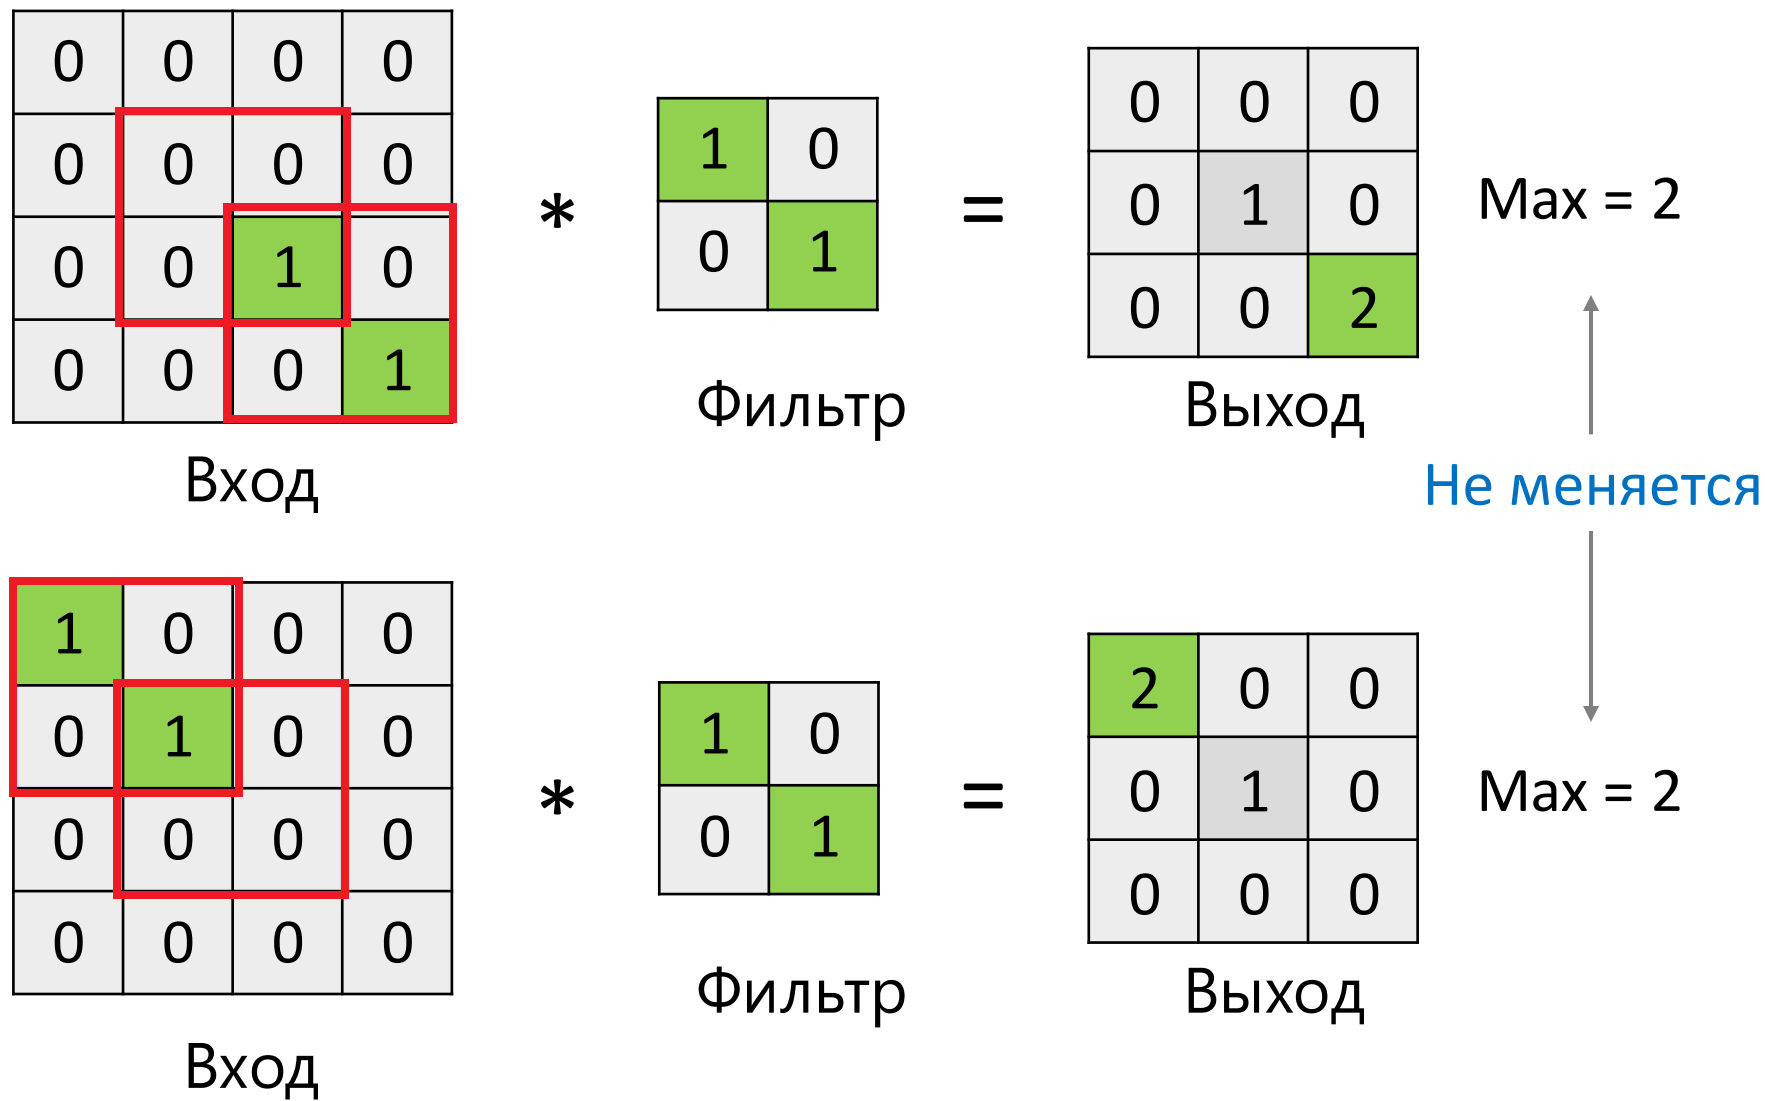 0 0 0 0
0 0 0 0
0 0 1 0
0 0 0 1
Вход
*
1 0
0 1
Фильтр
=
0 0 0
0 1 0
0 0 2
Выход
Max = 2
Не меняется
1 0 0 0
0 1 0 0
0 0 0 0
0 0 0 0
Вход
*
1 0
0 1
Фильтр
=
2 0 0
0 1 0
0 0 0
Выход
Max = 2